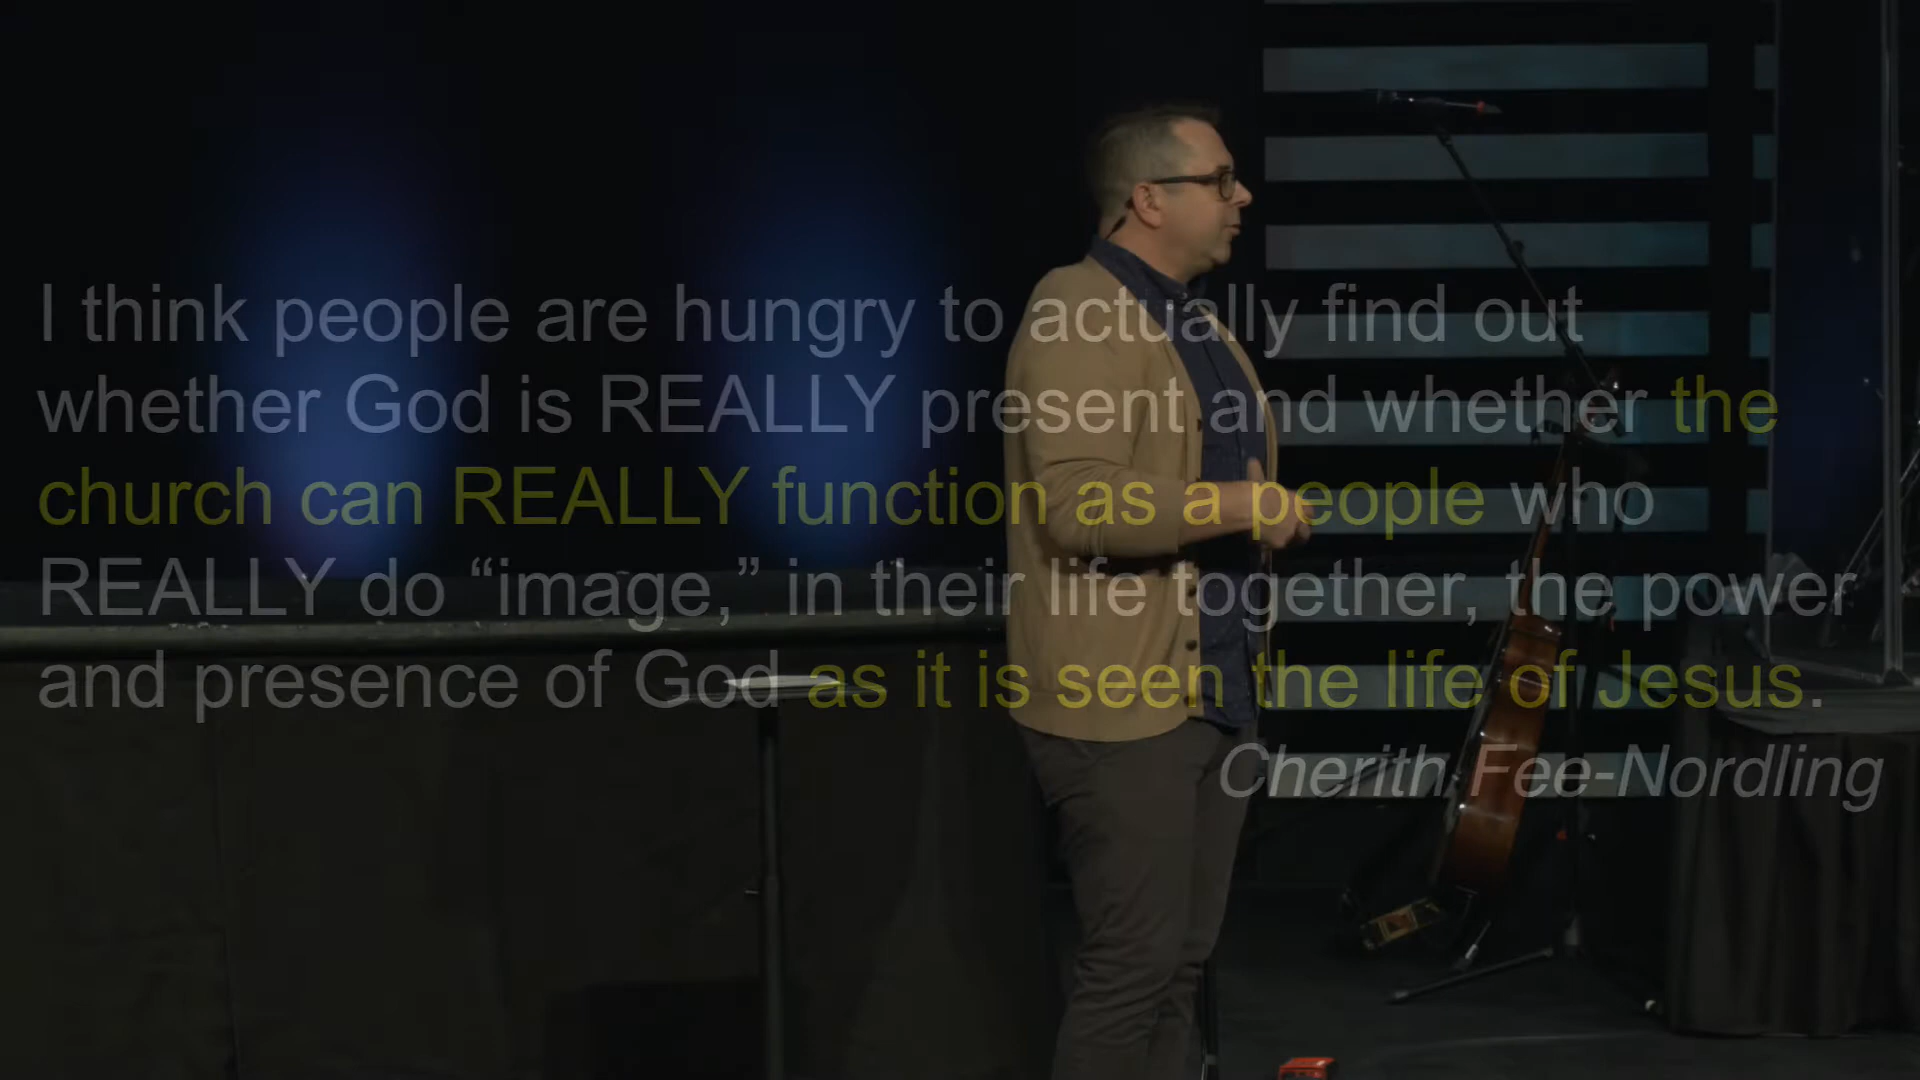 I think people are hungry to actually find out
whether God is REALLY present and whether the
church can REALLY function as a people who
REALLY do “image,” in their life together, the power
and presence of God as it is seen the life of Jesus.
Cherith Fee-Nordling